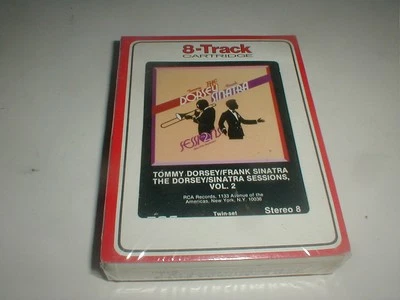 8-Track
CARTRIDGE
THE
DORSEY
SINATRA
SESSIONS
TOMMY DORSEY/FRANK SINATRA
THE DORSEY/SINATRA SESSIONS,
VOL. 2
RCA Records, 1133 Avenue of the
Americas, New York, N.Y. 10036
Twin-set
Stereo 8